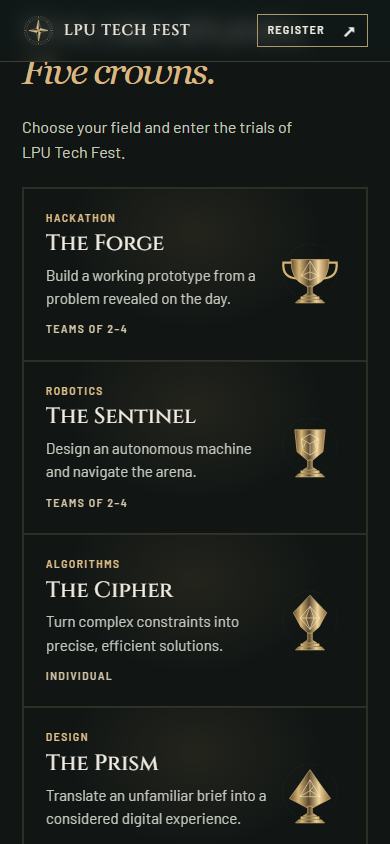 LPU TECH FEST
REGISTER
Five crowns.
Choose your field and enter the trials of
LPU Tech Fest.
HACKATHON
THE FORGE
Build a working prototype from a
problem revealed on the day.
TEAMS OF 2–4
ROBOTICS
THE SENTINEL
Design an autonomous machine
and navigate the arena.
TEAMS OF 2–4
ALGORITHMS
THE CIPHER
Turn complex constraints into
precise, efficient solutions.
INDIVIDUAL
DESIGN
THE PRISM
Translate an unfamiliar brief into a
considered digital experience.